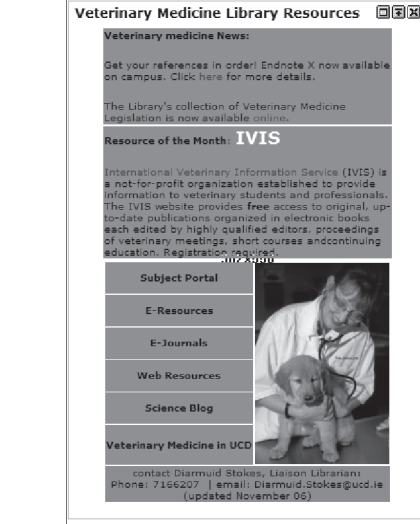 Veterinary Medicine Library Resources
Veterinary medicine News:
Get your references in order! Endnote X now available
on campus. Click here for more details.
The Library's collection of Veterinary Medicine
Legislation is now available online.
Resource of the Month: IVIS
International Veterinary Information Service (IVIS) is
a not-for-profit organization established to provide
information to veterinary students and professionals.
The IVIS website provides free access to original, up-
to-date publications organized in electronic books
each edited by highly qualified editors, proceedings
of veterinary meetings, short courses andcontinuing
education. Registration required.
Subject Portal
E-Resources
E-Journals
Web Resources
Science Blog
Veterinary Medicine in UCD
contact Diarmuid Stokes, Liaison Librarian:
Phone: 7166207 | email: Diarmuid.Stokes@ucd.ie
(updated November 06)